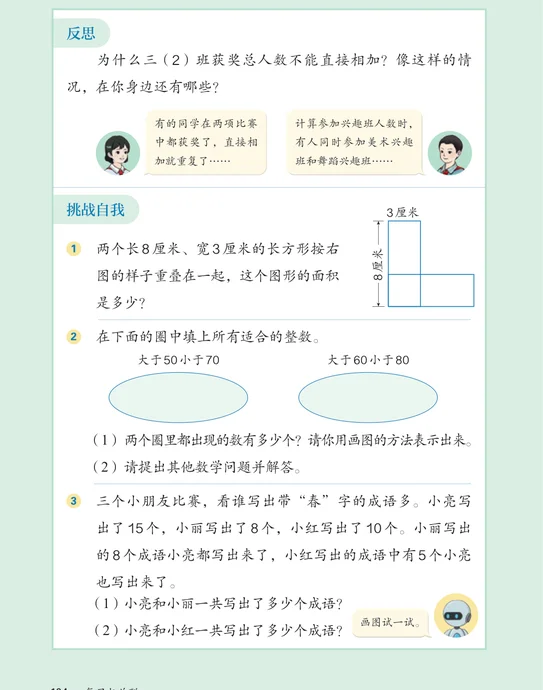 反思
为什么三（2）班获奖总人数不能直接相加？像这样的情
况，在你身边还有哪些？
有的同学在两项比赛
中都获奖了，直接相
加就重复了……
计算参加兴趣班人数时，
有人同时参加美术兴趣
班和舞蹈兴趣班……
挑战自我
1 两个长8厘米、宽3厘米的长方形按右
图的样子重叠在一起，这个图形的面积
是多少？
3厘米
8厘米
2 在下面的圈中填上所有适合的整数。
大于50小于70 大于60小于80
（1）两个圈里都出现的数有多少个？请你用画图的方法表示出来。
（2）请提出其他数学问题并解答。
3 三个小朋友比赛，看谁写出带“春”字的成语多。小亮写
出了15个，小丽写出了8个，小红写出了10个。小丽写出
的8个成语小亮都写出来了，小红写出的成语中有5个小亮
也写出来了。
（1）小亮和小丽一共写出了多少个成语？
（2）小亮和小红一共写出了多少个成语？
画图试一试。